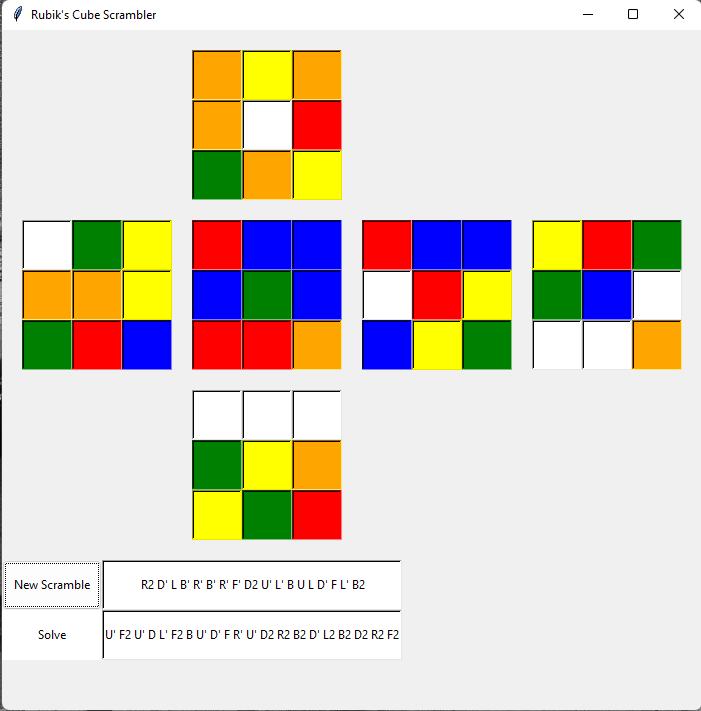 Rubik's Cube Scrambler
New Scramble
R2 D' L B' R' B' R' F' D2 U' L' B U L D' F L' B2
Solve
U' F2 U' D L' F2 B U' D' F R' U' D2 R2 B2 D' L2 B2 D2 R2 F2